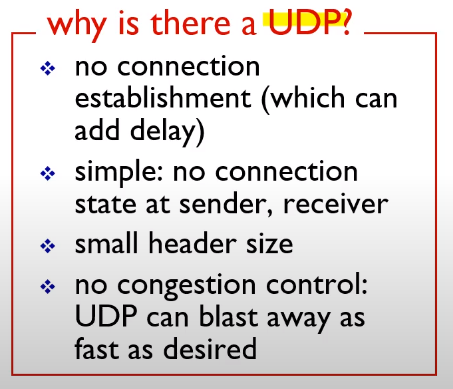 why is there a UDP?
❖ no connection
establishment (which can
add delay)
❖ simple: no connection
state at sender, receiver
❖ small header size
❖ no congestion control:
UDP can blast away as
fast as desired